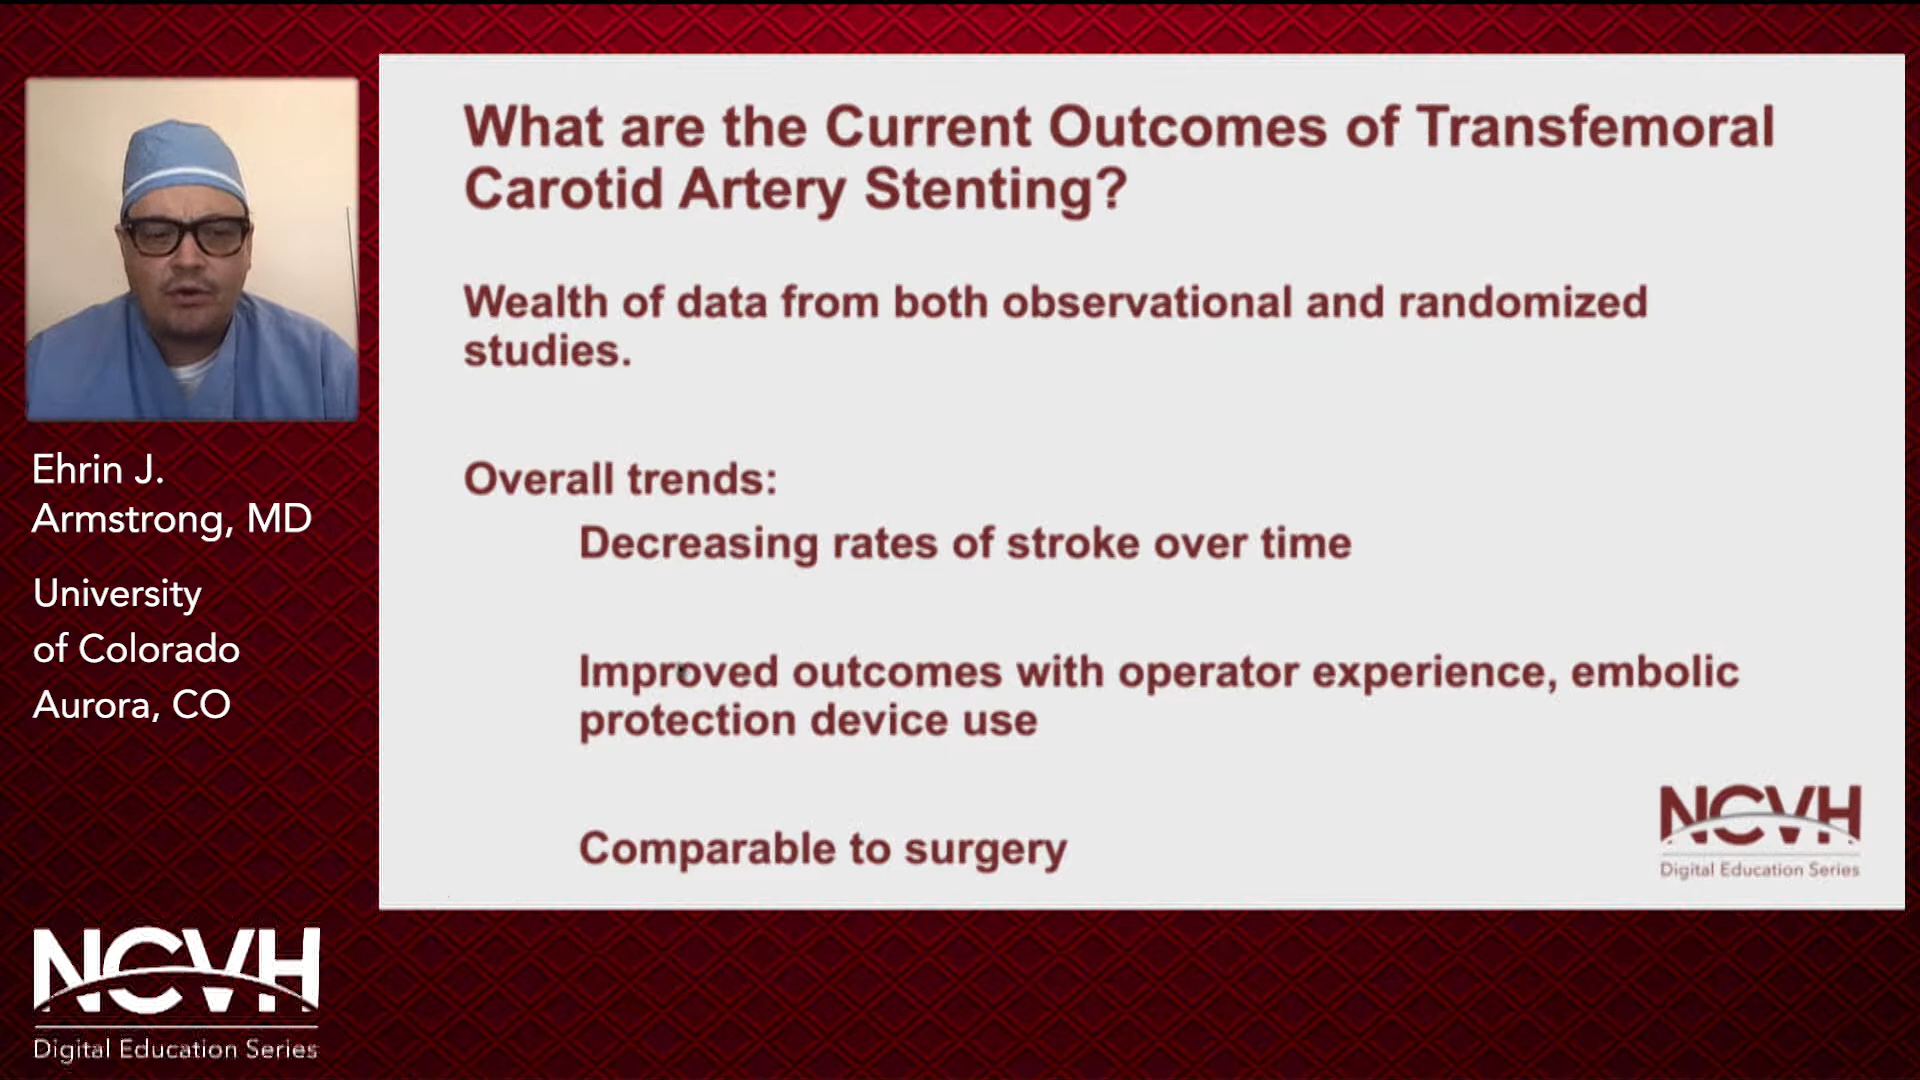 What are the Current Outcomes of Transfemoral
Carotid Artery Stenting?
Wealth of data from both observational and randomized
studies.
Overall trends:
Decreasing rates of stroke over time
Improved outcomes with operator experience, embolic
protection device use
Comparable to surgery
NCVH
Digital Education Series
Ehrin J.
Armstrong, MD
University
of Colorado
Aurora, CO
NCVH
Digital Education Series